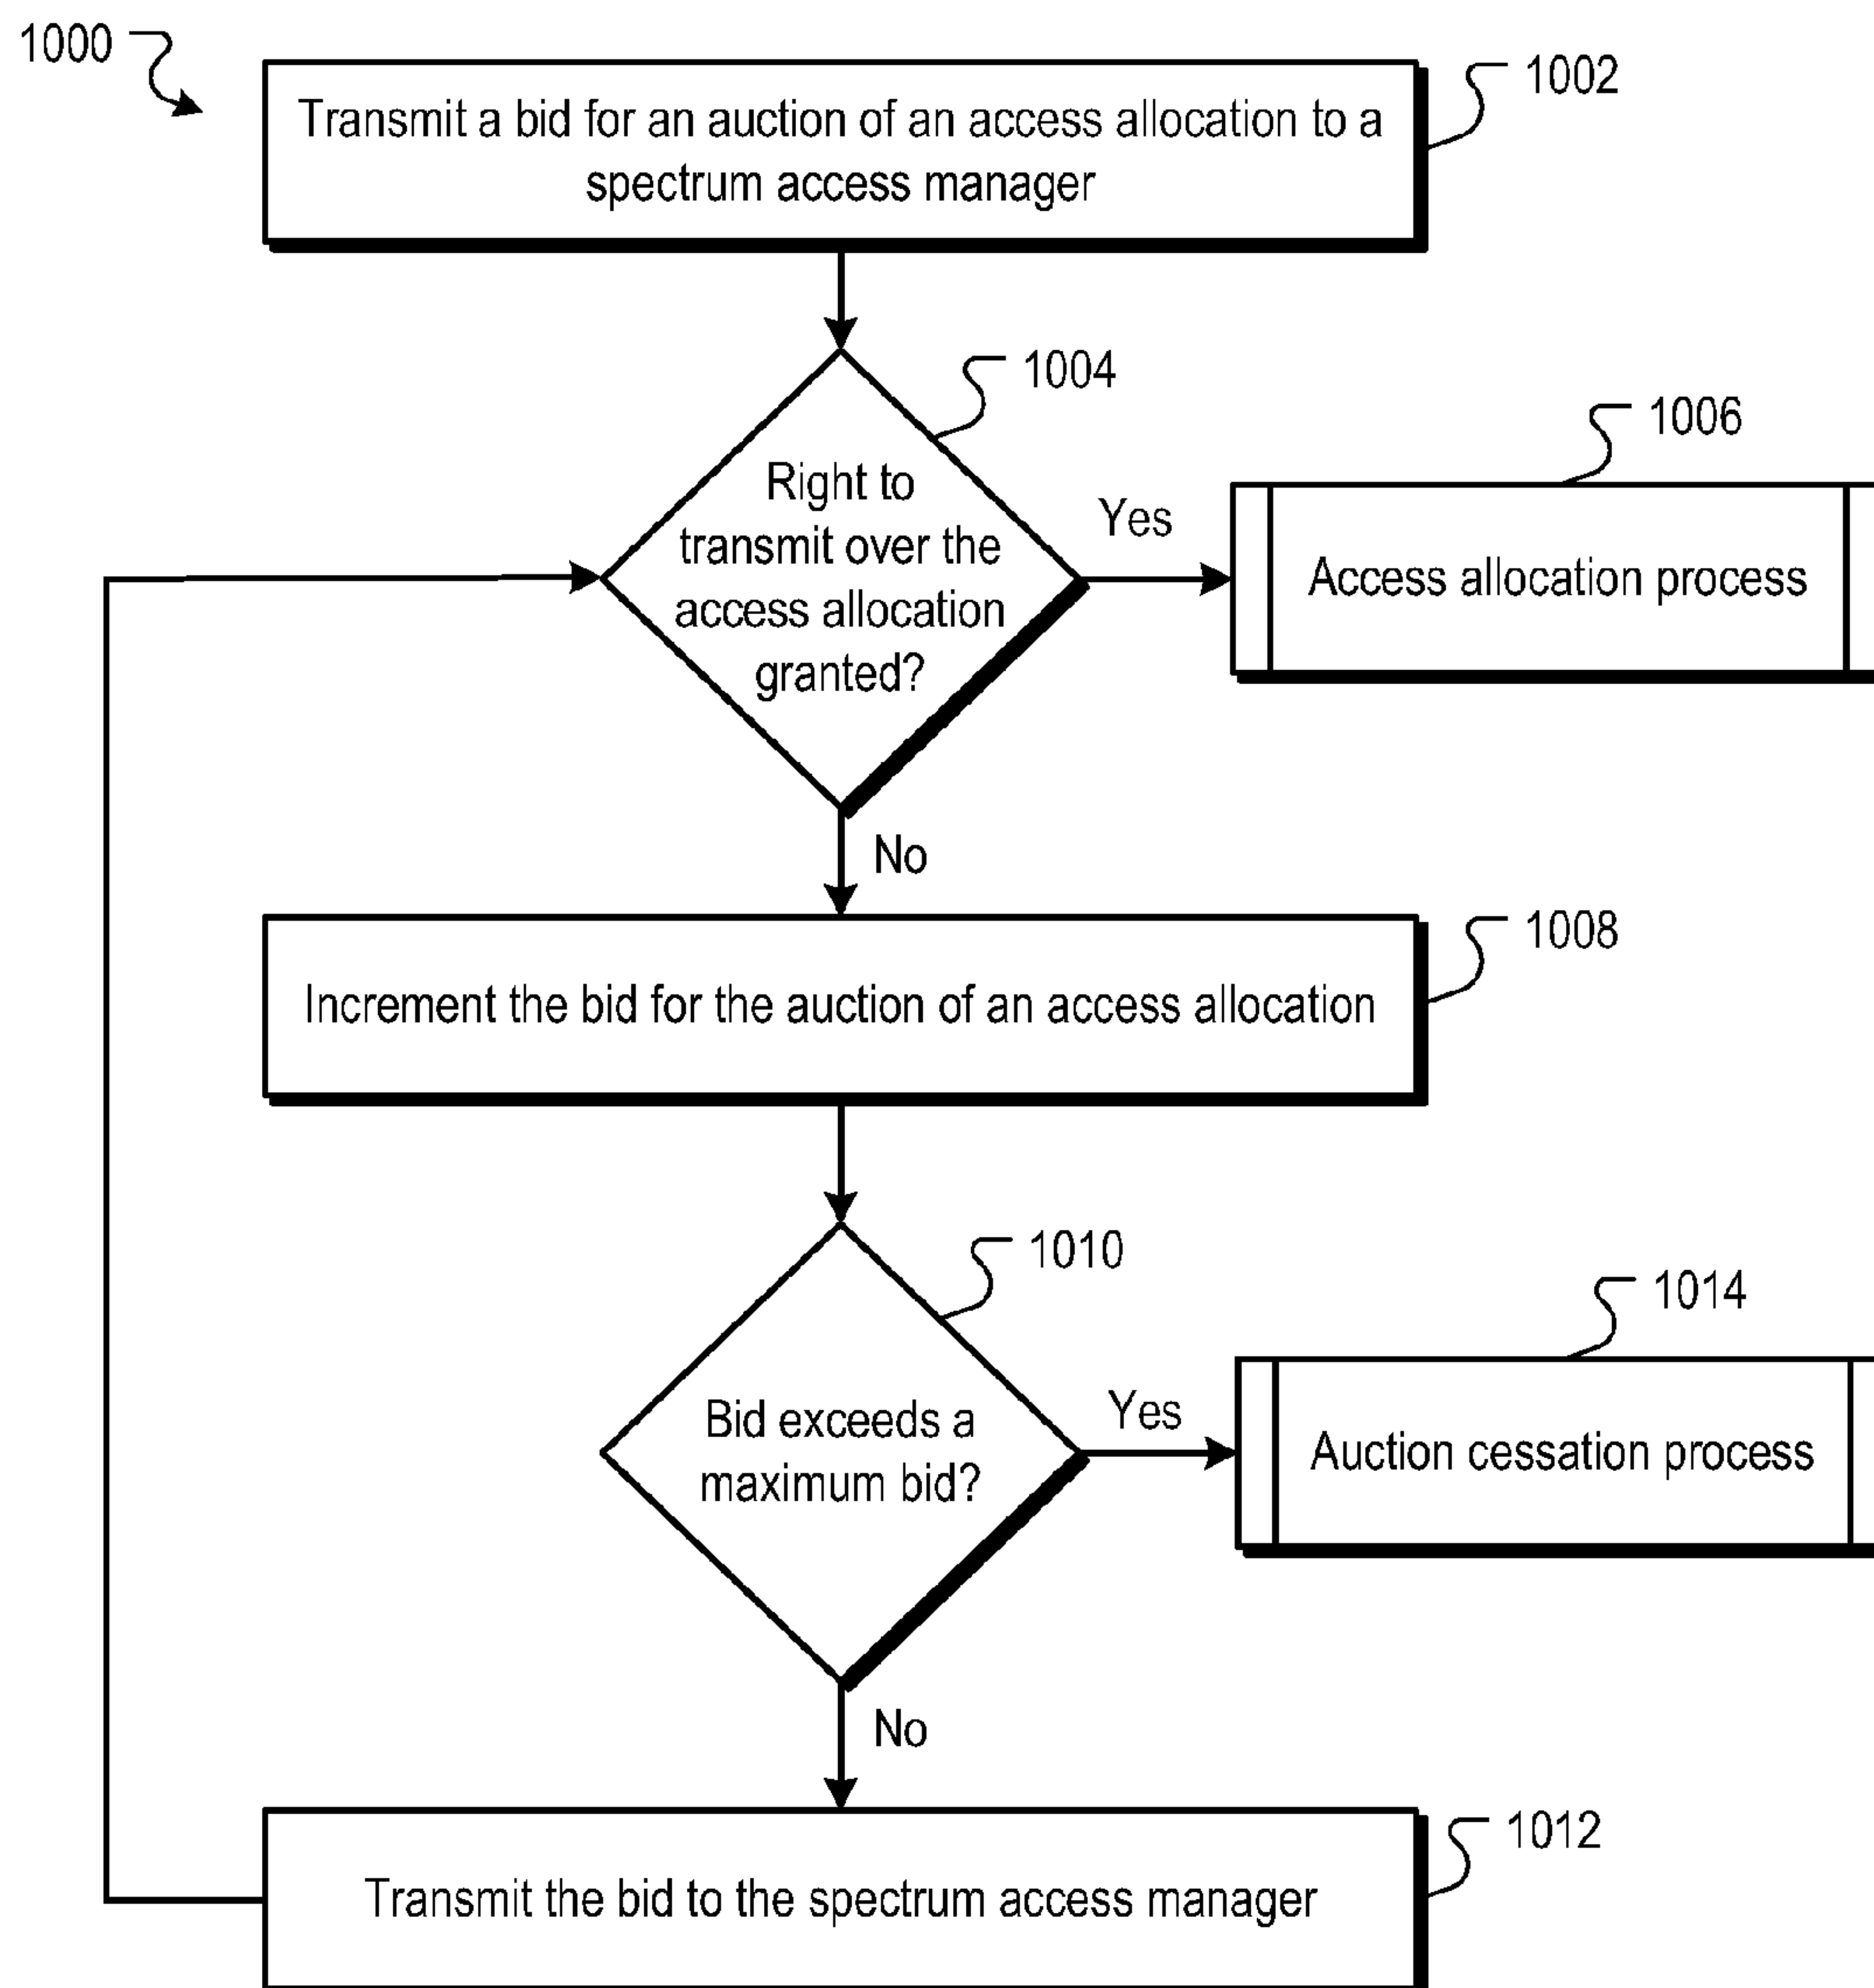 1000
1002
Transmit a bid for an auction of an access allocation to a
spectrum access manager
1004
Right to
transmit over the
access allocation
granted?
Yes
1006
Access allocation process
No
1008
Increment the bid for the auction of an access allocation
1010
Bid exceeds a
maximum bid?
Yes
1014
Auction cessation process
No
1012
Transmit the bid to the spectrum access manager